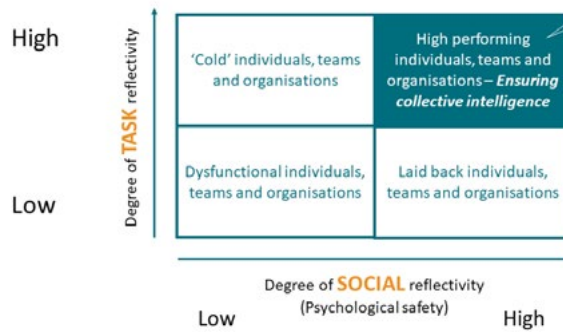 High
Low
Degree of TASK reflectivity
‘Cold’ individuals, teams
and organisations
High performing
individuals, teams and
organisations – Ensuring
collective intelligence
Dysfunctional individuals,
teams and organisations
Laid back individuals,
teams and organisations
Degree of SOCIAL reflectivity
(Psychological safety)
Low
High